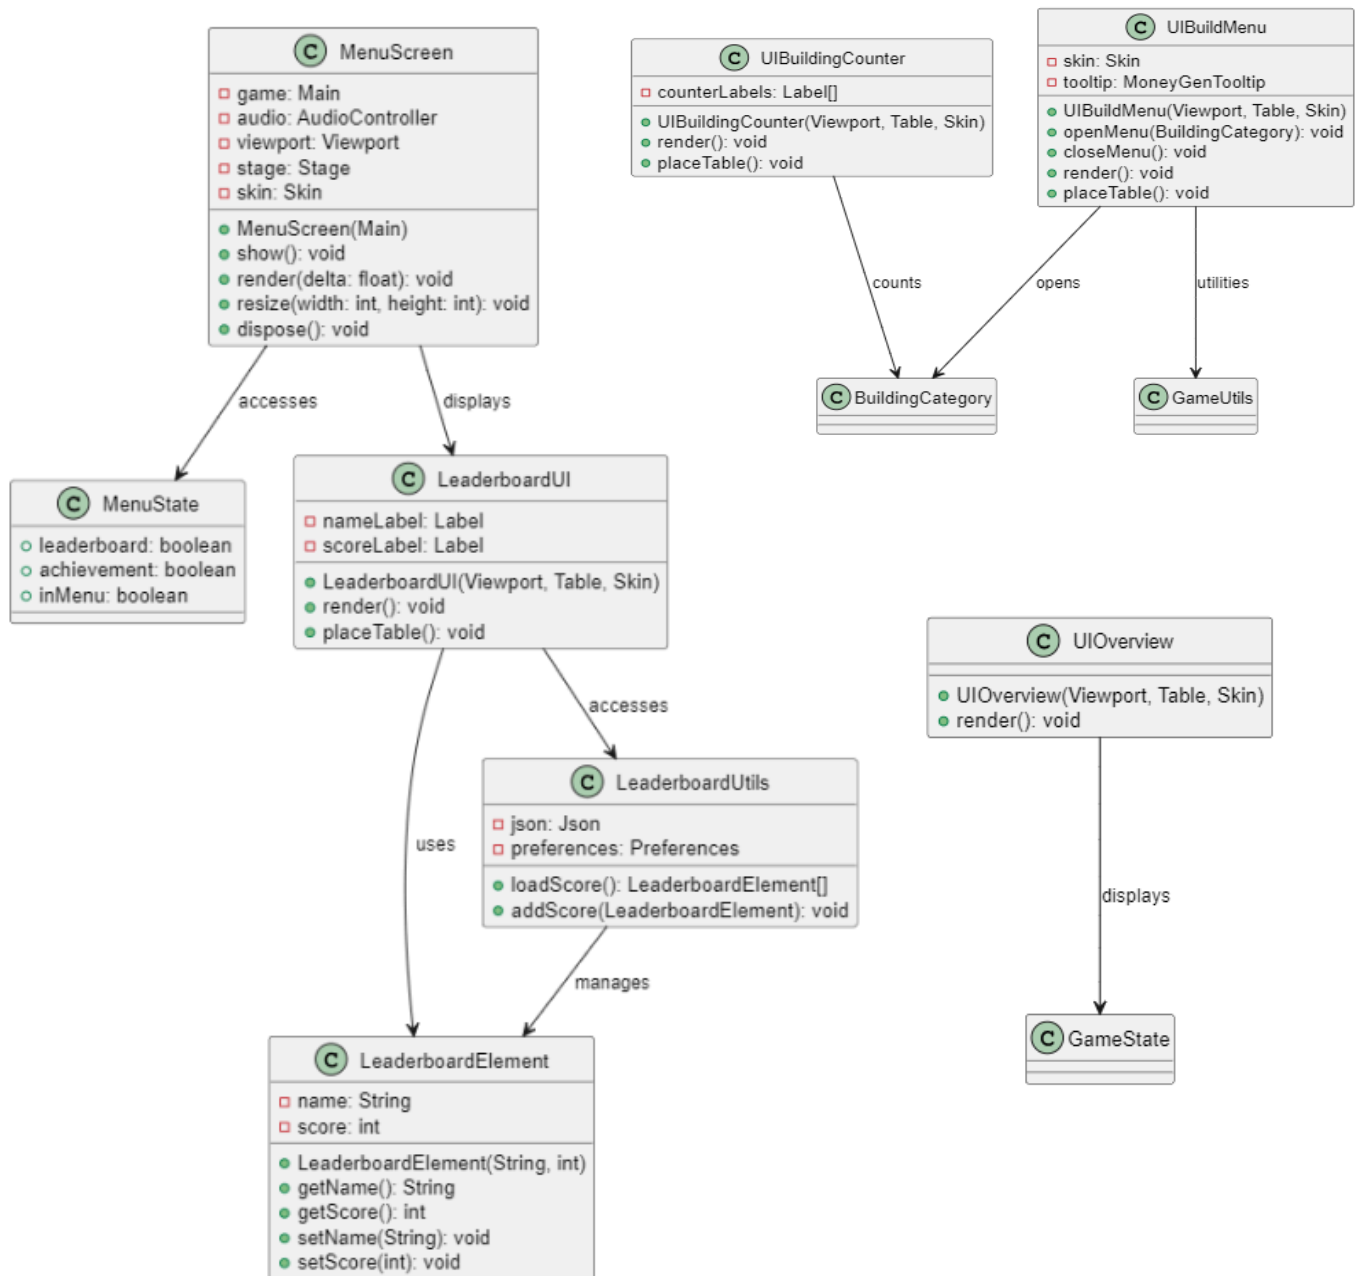 C MenuScreen
game: Main
audio: AudioController
viewport: Viewport
stage: Stage
skin: Skin
MenuScreen(Main)
show(): void
render(delta: float): void
resize(width: int, height: int): void
dispose(): void
C UIBuildingCounter
counterLabels: Label[]
UIBuildingCounter(Viewport, Table, Skin)
render(): void
placeTable(): void
C UIBuildMenu
skin: Skin
tooltip: MoneyGenTooltip
UIBuildMenu(Viewport, Table, Skin)
openMenu(BuildingCategory): void
closeMenu(): void
render(): void
placeTable(): void
counts
opens
utilities
C BuildingCategory
C GameUtils
accesses
displays
C MenuState
leaderboard: boolean
achievement: boolean
inMenu: boolean
C LeaderboardUI
nameLabel: Label
scoreLabel: Label
LeaderboardUI(Viewport, Table, Skin)
render(): void
placeTable(): void
uses
accesses
C LeaderboardUtils
json: Json
preferences: Preferences
loadScore(): LeaderboardElement[]
addScore(LeaderboardElement): void
manages
C LeaderboardElement
name: String
score: int
LeaderboardElement(String, int)
getName(): String
getScore(): int
setName(String): void
setScore(int): void
C UIOverview
UIOverview(Viewport, Table, Skin)
render(): void
displays
C GameState